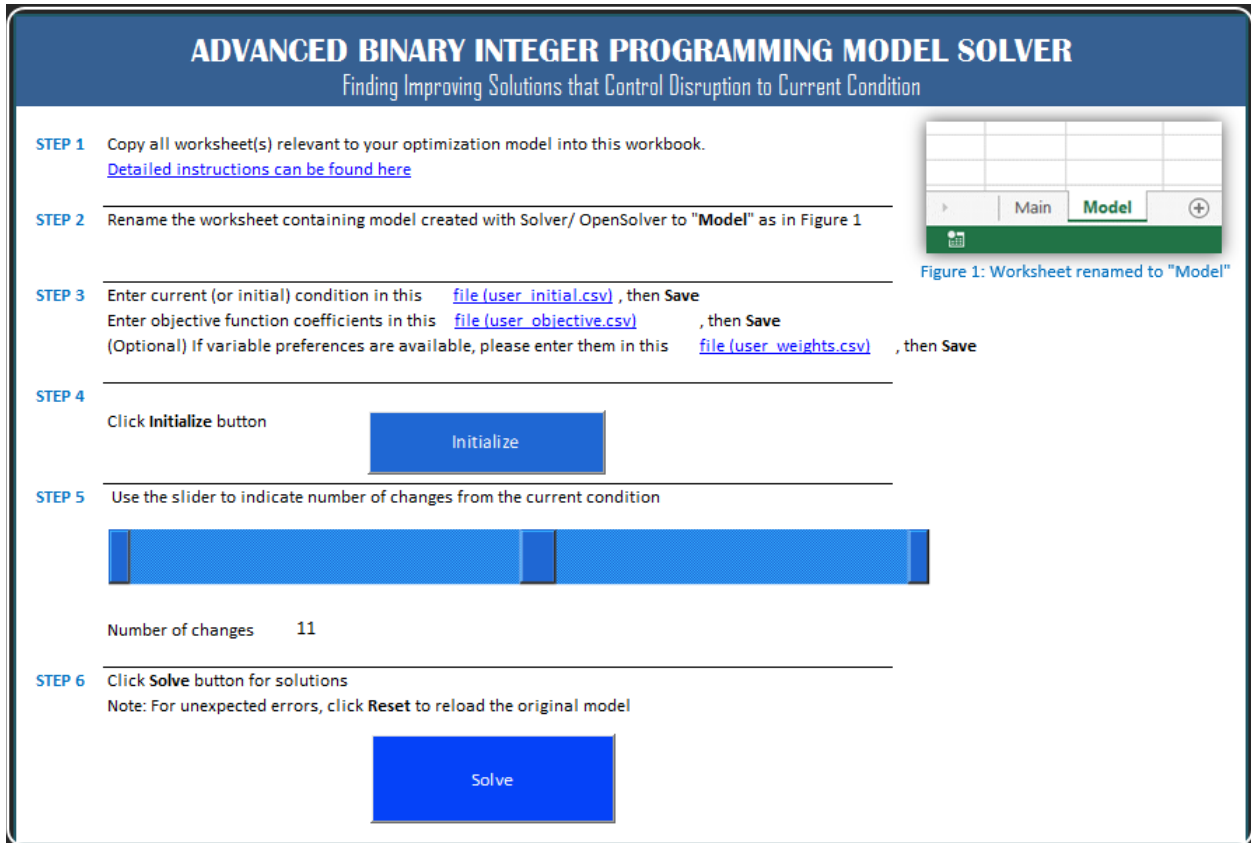 ADVANCED BINARY INTEGER PROGRAMMING MODEL SOLVER
Finding Improving Solutions that Control Disruption to Current Condition
STEP 1 Copy all worksheet(s) relevant to your optimization model into this workbook.
Detailed instructions can be found here
STEP 2 Rename the worksheet containing model created with Solver/ OpenSolver to "Model" as in Figure 1
Main Model
Figure 1: Worksheet renamed to "Model"
STEP 3 Enter current (or initial) condition in this file (user_initial.csv) , then Save
Enter objective function coefficients in this file (user_objective.csv) , then Save
(Optional) If variable preferences are available, please enter them in this file (user_weights.csv) , then Save
STEP 4
Click Initialize button
Initialize
STEP 5 Use the slider to indicate number of changes from the current condition
Number of changes 11
STEP 6 Click Solve button for solutions
Note: For unexpected errors, click Reset to reload the original model
Solve